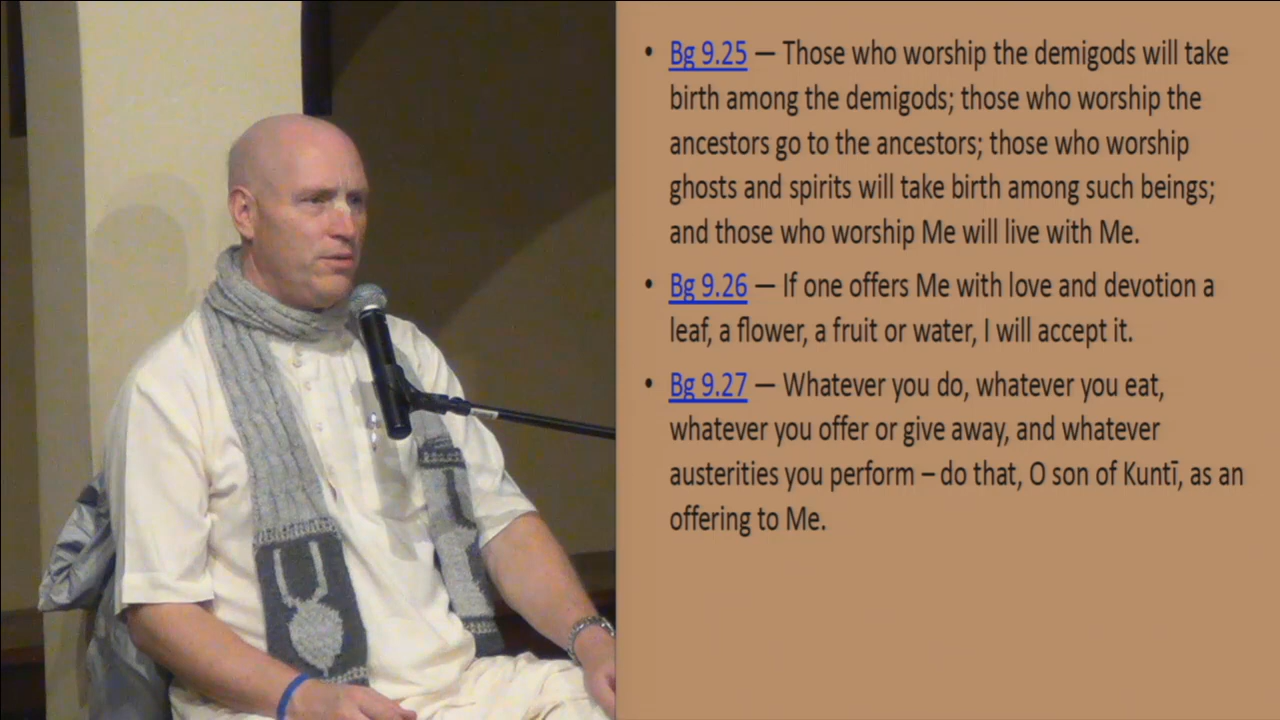 • Bg 9.25 — Those who worship the demigods will take
birth among the demigods; those who worship the
ancestors go to the ancestors; those who worship
ghosts and spirits will take birth among such beings;
and those who worship Me will live with Me.
• Bg 9.26 — If one offers Me with love and devotion a
leaf, a flower, a fruit or water, I will accept it.
• Bg 9.27 — Whatever you do, whatever you eat,
whatever you offer or give away, and whatever
austerities you perform – do that, O son of Kuntī, as an
offering to Me.